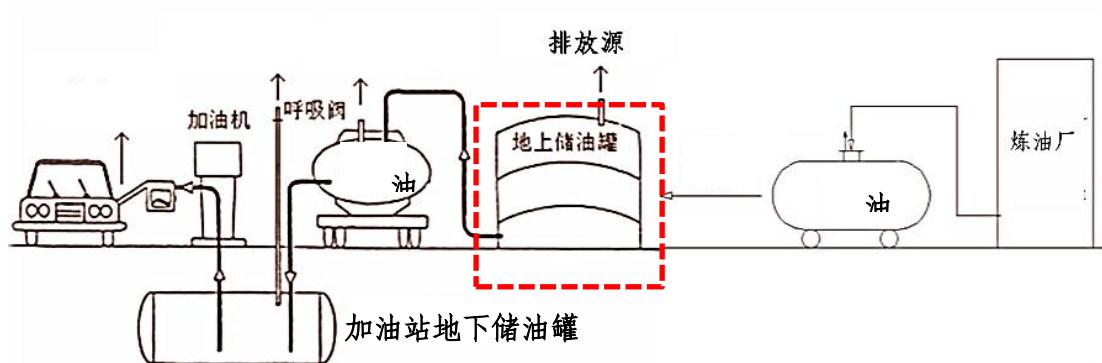 排放源
加油机
呼吸阀
油
地上储油罐
油
炼油厂
加油站地下储油罐